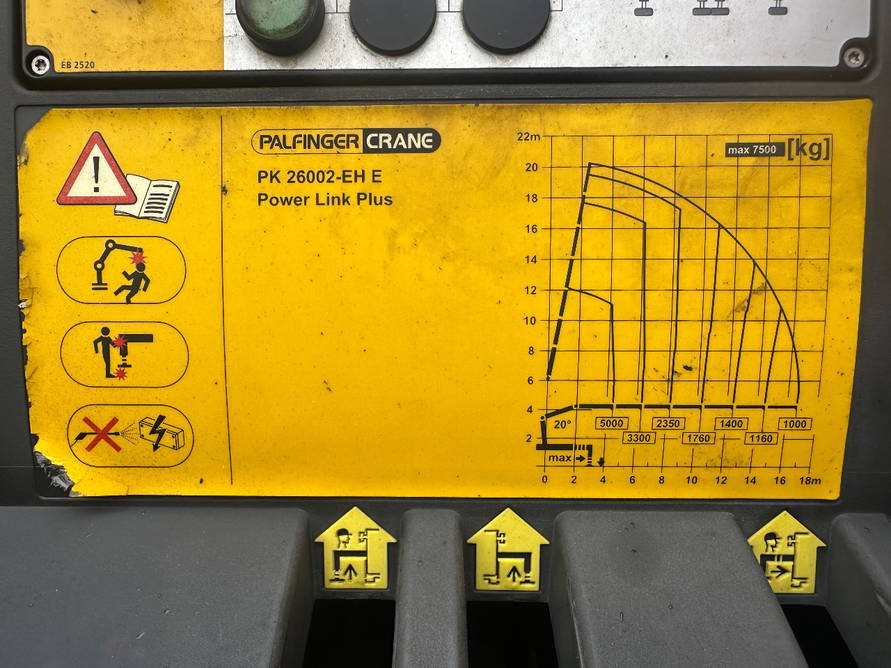 EB 2520
PALFINGER CRANE
PK 26002-EH E
Power Link Plus
22m
max 7500 [kg]
20
18
16
14
12
10
8
6
4
2
20°
5000 2350 1400 1000
3300 1760 1160
max
0 2 4 6 8 10 12 14 16 18m